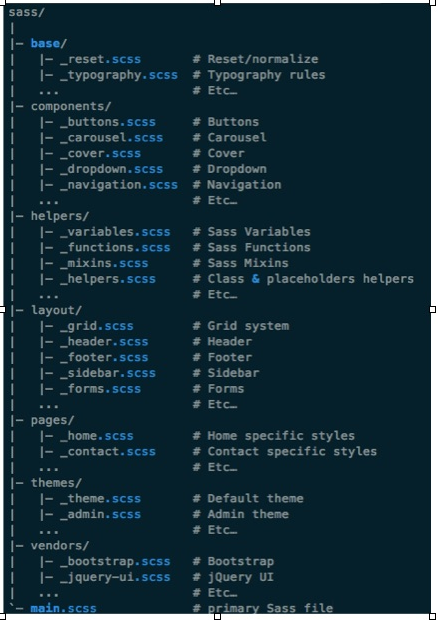 sass/
|
|– base/
|   |– _reset.scss       # Reset/normalize
|   |– _typography.scss  # Typography rules
|   ...                  # Etc…
|– components/
|   |– _buttons.scss     # Buttons
|   |– _carousel.scss    # Carousel
|   |– _cover.scss       # Cover
|   |– _dropdown.scss    # Dropdown
|   |– _navigation.scss  # Navigation
|   ...                  # Etc…
|– helpers/
|   |– _variables.scss   # Sass Variables
|   |– _functions.scss   # Sass Functions
|   |– _mixins.scss      # Sass Mixins
|   |– _helpers.scss     # Class & placeholders helpers
|   ...                  # Etc…
|– layout/
|   |– _grid.scss        # Grid system
|   |– _header.scss      # Header
|   |– _footer.scss      # Footer
|   |– _sidebar.scss     # Sidebar
|   |– _forms.scss       # Forms
|   ...                  # Etc…
|– pages/
|   |– _home.scss        # Home specific styles
|   |– _contact.scss     # Contact specific styles
|   ...                  # Etc…
|– themes/
|   |– _theme.scss       # Default theme
|   |– _admin.scss       # Admin theme
|   ...                  # Etc…
|– vendors/
|   |– _bootstrap.scss   # Bootstrap
|   |– _jquery-ui.scss   # jQuery UI
|   ...                  # Etc…
`– main.scss             # primary Sass file